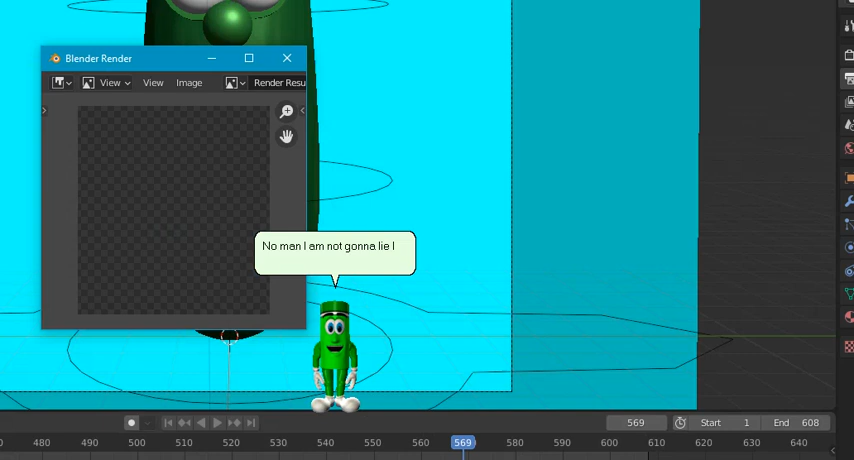 Blender Render
View View Image Render Resu
No man I am not gonna lie I
569 Start 1 End 608
480 490 500 510 520 530 540 550 560 569 580 590 600 610 620 630 640